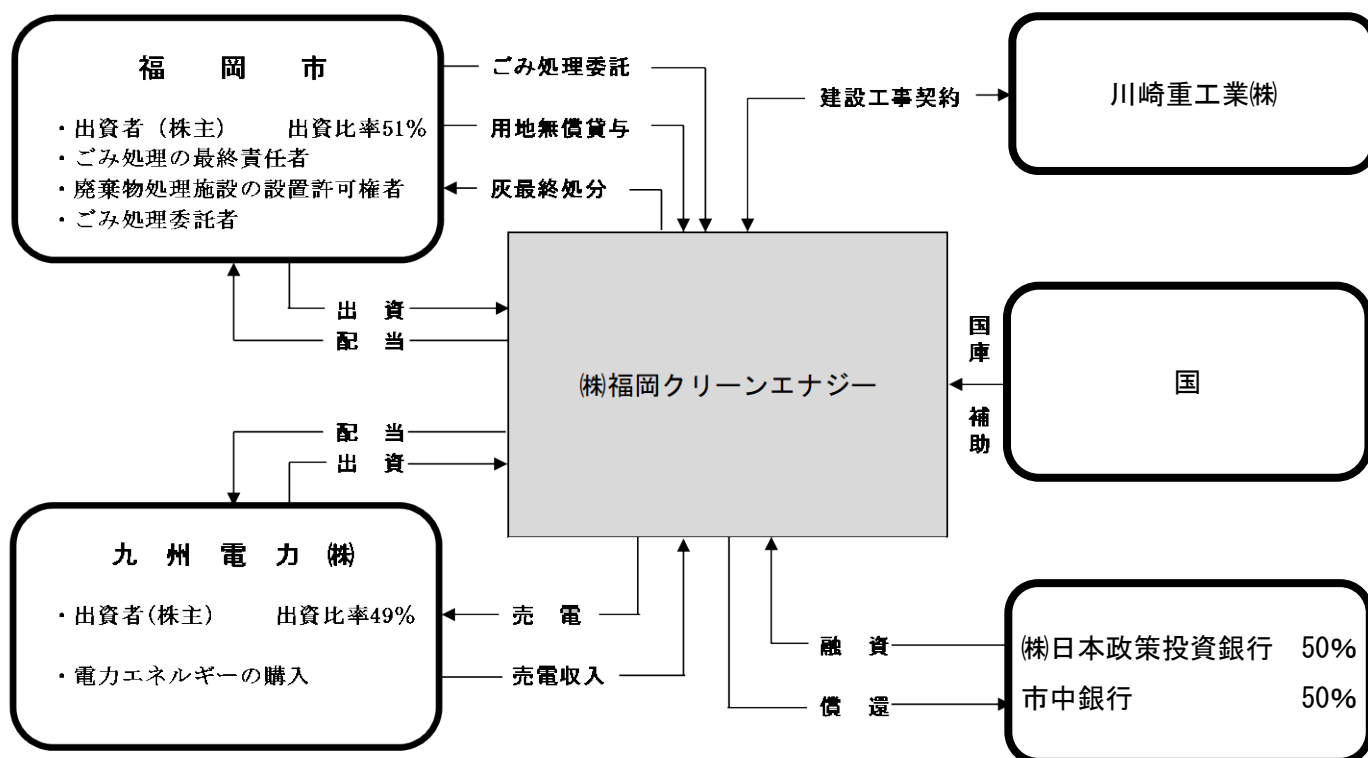 福 岡 市
・出資者（株主） 出資比率51%
・ごみ処理の最終責任者
・廃棄物処理施設の設置許可権者
・ごみ処理委託者
ごみ処理委託
用地無償貸与
灰最終処分
建設工事契約
川崎重工業㈱
出 資
配 当
㈱福岡クリーンエナジー
国庫
補助
国
配 当
出 資
九 州 電 力 ㈱
・出資者(株主) 出資比率49%
・電力エネルギーの購入
売 電
売電収入
融 資
償 還
㈱日本政策投資銀行 50%
市中銀行 50%